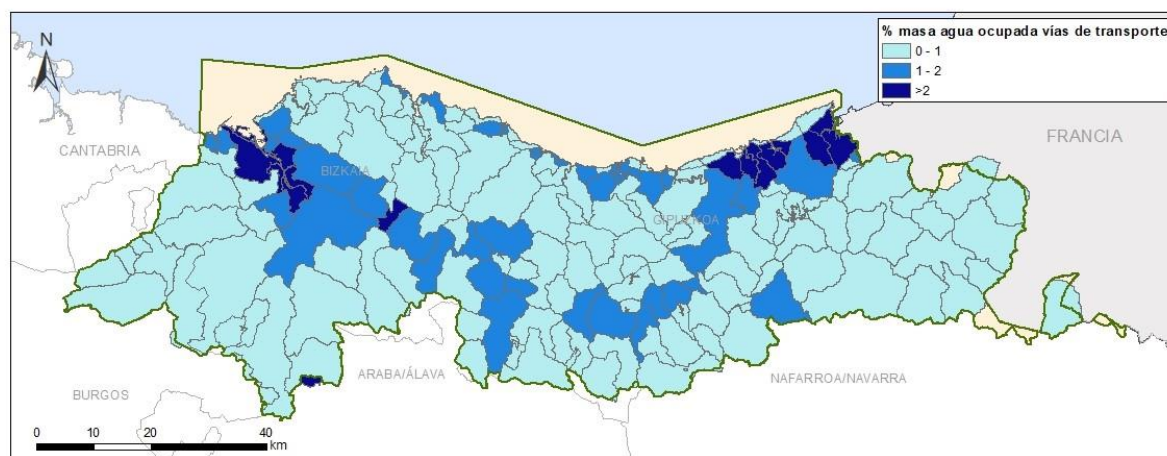 % masa agua ocupada vías de transporte
0 - 1
1 - 2
>2
N
FRANCIA
CANTABRIA
BIZKAIA
GIPUZKOA
ARABA/ÁLAVA
NAFARROA/NAVARRA
BURGOS
0 10 20 40
km